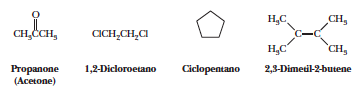 O
H₃C CH₃
CH₃CCH₃ ClCH₂CH₂Cl C–C
H₃C CH₃
Propanone 1,2-Dicloroetano Ciclopentano 2,3-Dimetil-2-butene
(Acetone)